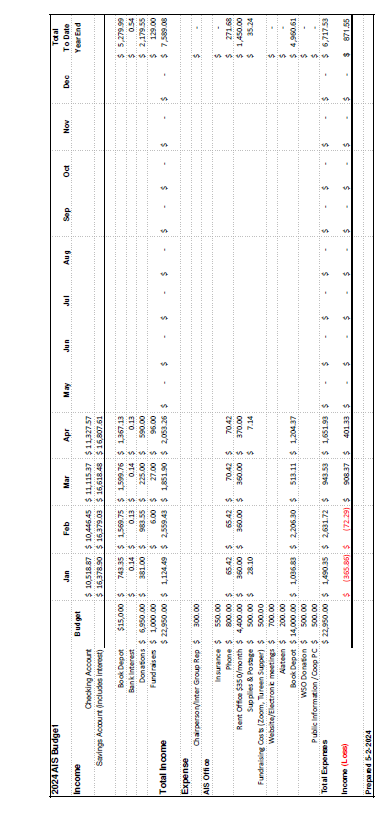 2024 AIS Budget Total
Budget Jan Feb Mar Apr May Jun Jul Aug Sep Oct Nov Dec To Date
Income Year End
Checking Account $ 10,518.87 $ 10,446.45 $ 11,115.37 $ 11,327.57
Savings Account (includes interest) $ 16,378.90 $ 16,379.03 $ 16,618.48 $ 16,807.61
Book Depot $15,000 $ 743.35 $ 1,569.75 $ 1,599.76 $ 1,367.13 $ 5,279.99
Bank Interest $ 0.14 $ 0.13 $ 0.14 $ 0.13 $ 0.54
Donations $ 6,950.00 $ 381.00 $ 983.55 $ 225.00 $ 590.00 $ 2,179.55
Fundraisers $ 1,000.00 $ 6.00 $ 27.00 $ 96.00 $ 129.00
Total Income $ 22,950.00 $ 1,124.49 $ 2,559.43 $ 1,851.90 $ 2,053.26 $ - $ - $ - $ - $ - $ - $ - $ - $ 7,589.08
Expense
Chairperson/Inter Group Rep $ 300.00 $ -
AIS Office
Insurance $ 550.00 $ -
Phone $ 800.00 $ 65.42 $ 65.42 $ 70.42 $ 70.42 $ 271.68
Rent Office $350/month $ 4,400.00 $ 360.00 $ 360.00 $ 360.00 $ 370.00 $ 1,450.00
Supplies & Postage $ 500.00 $ 28.10 $ 7.14 $ 35.24
Fundraising Costs (Zoom, Tureen Supper) $ 500.00
Website/Electronic meetings $ 700.00 $ -
Alateen $ 200.00 $ -
Book Depot $ 14,000.00 $ 1,036.83 $ 2,206.30 $ 513.11 $ 1,204.37 $ 4,960.61
WSO Donation $ 500.00
Public Information / Coop PC $ 500.00 $ -
Total Expenses $ 22,950.00 $ 1,490.35 $ 2,631.72 $ 943.53 $ 1,651.93 $ - $ - $ - $ - $ - $ - $ - $ - $ 6,717.53
Income (Loss) $ (365.86) $ (72.29) $ 908.37 $ 401.33 $ - $ - $ - $ - $ - $ - $ - $ - $ 871.55
Prepared 5-2-2024